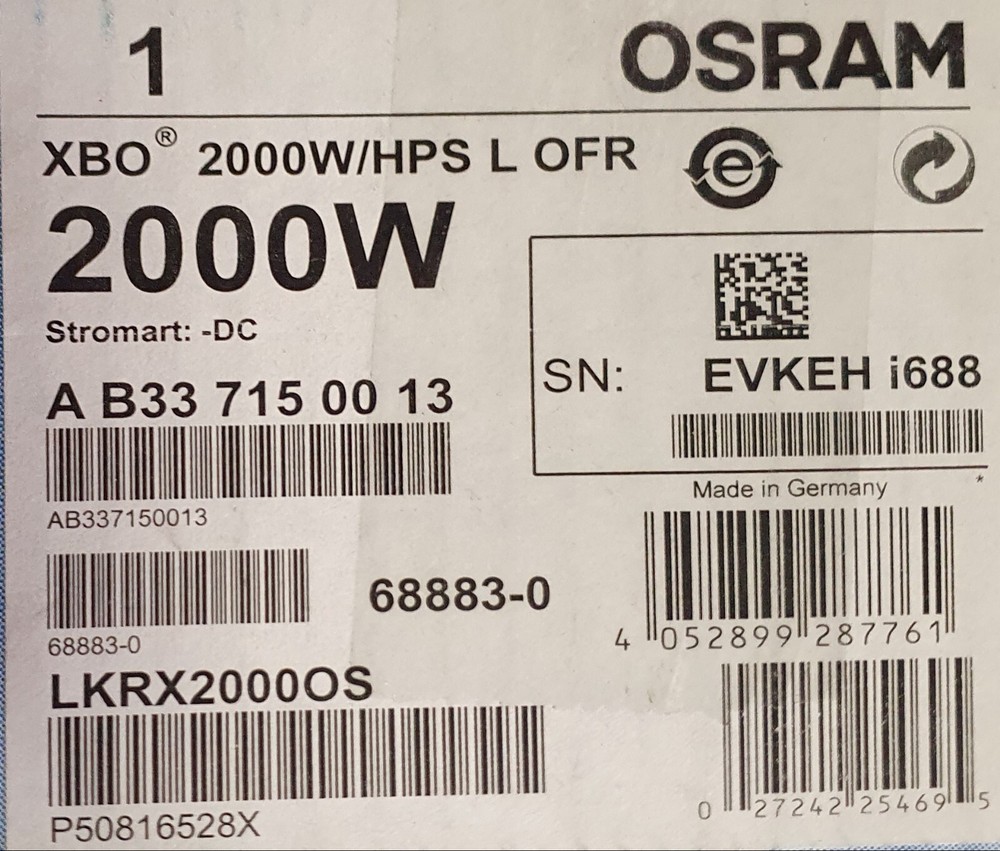 1
OSRAM
XBO® 2000W/HPS L OFR
e
2000W
Stromart: -DC
SN: EVKEH i688
A B33 715 00 13
AB337150013
Made in Germany *
68883-0
68883-0
4 052899 287761
LKRX2000OS
P50816528X
0 27242 25469 5